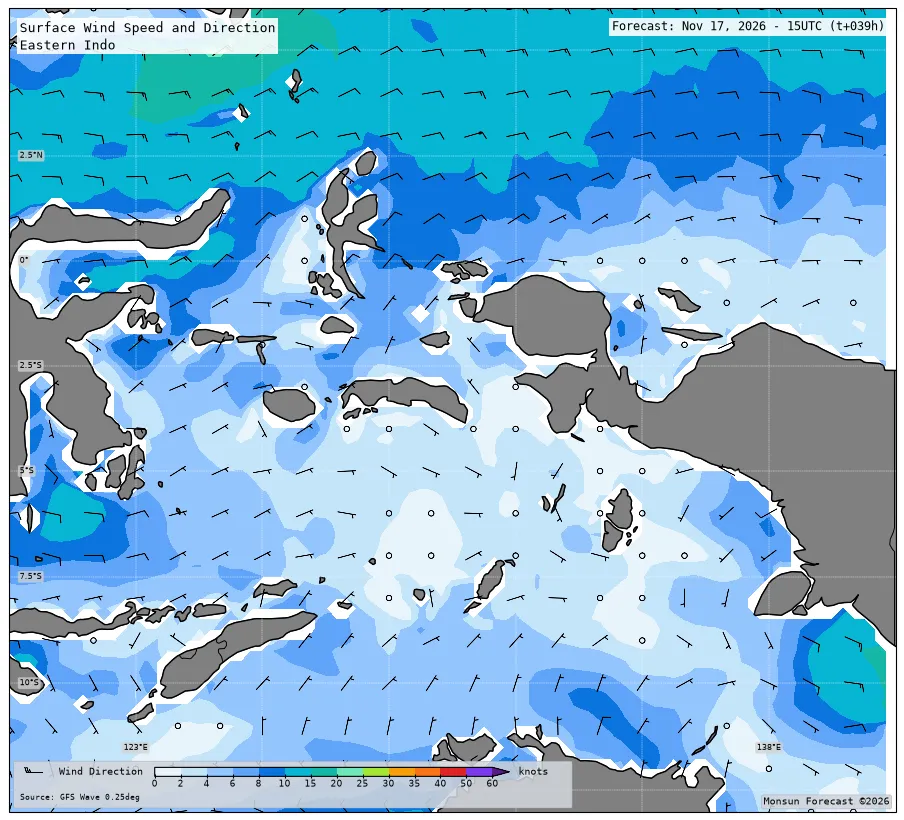 Surface Wind Speed and Direction
Eastern Indo
Forecast: Nov 17, 2026 - 15UTC (t+039h)
2.5°N
0°
2.5°S
5°S
7.5°S
10°S
123°E
138°E
Wind Direction
0 2 4 6 8 10 15 20 25 30 35 40 50 60
knots
Source: GFS Wave 0.25deg
Monsun Forecast ©2026